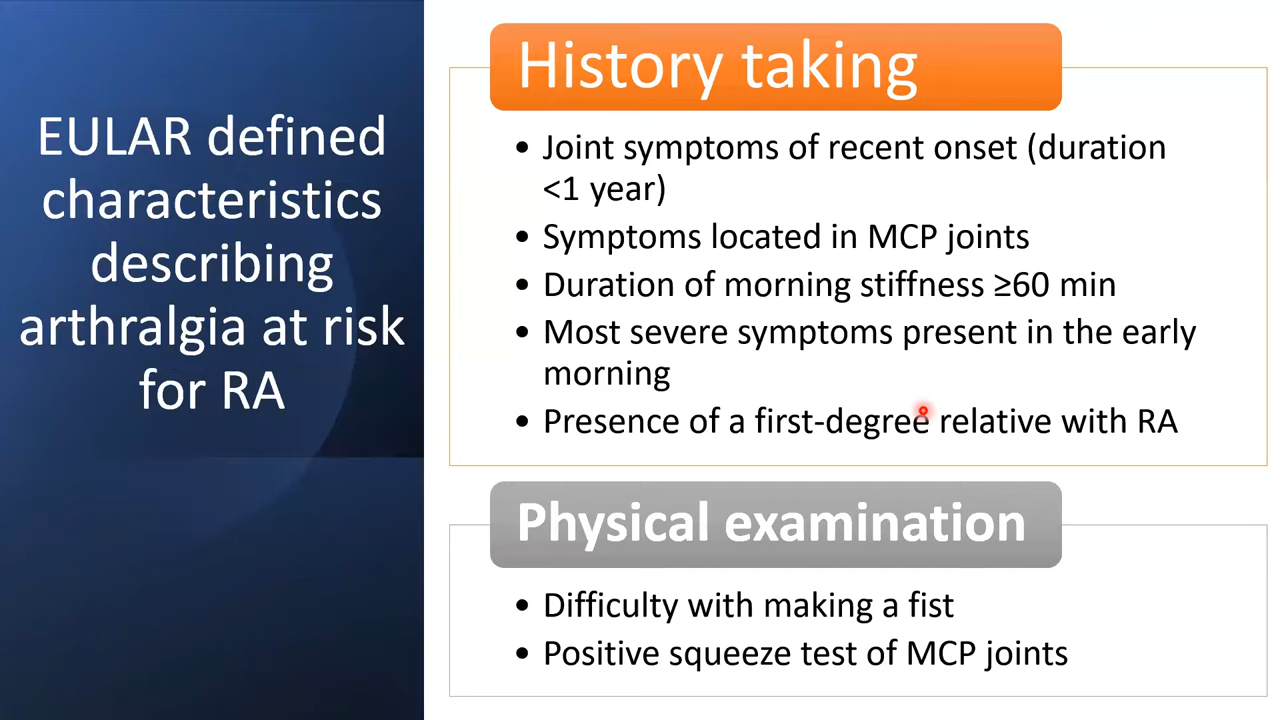 EULAR defined
characteristics
describing
arthralgia at risk
for RA
History taking
• Joint symptoms of recent onset (duration
<1 year)
• Symptoms located in MCP joints
• Duration of morning stiffness ≥60 min
• Most severe symptoms present in the early
morning
• Presence of a first-degree relative with RA
Physical examination
• Difficulty with making a fist
• Positive squeeze test of MCP joints